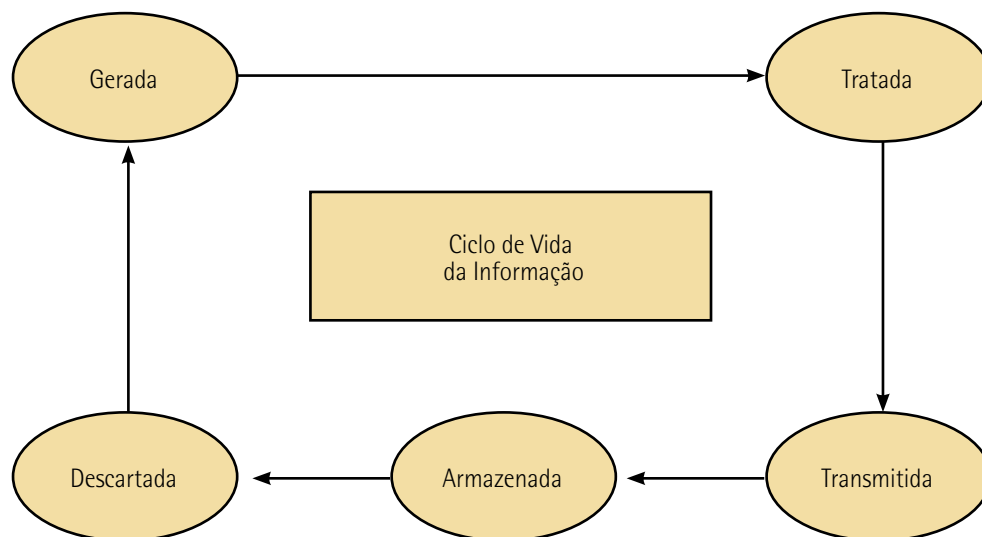 Gerada
Tratada
Ciclo de Vida
da Informação
Descartada
Armazenada
Transmitida